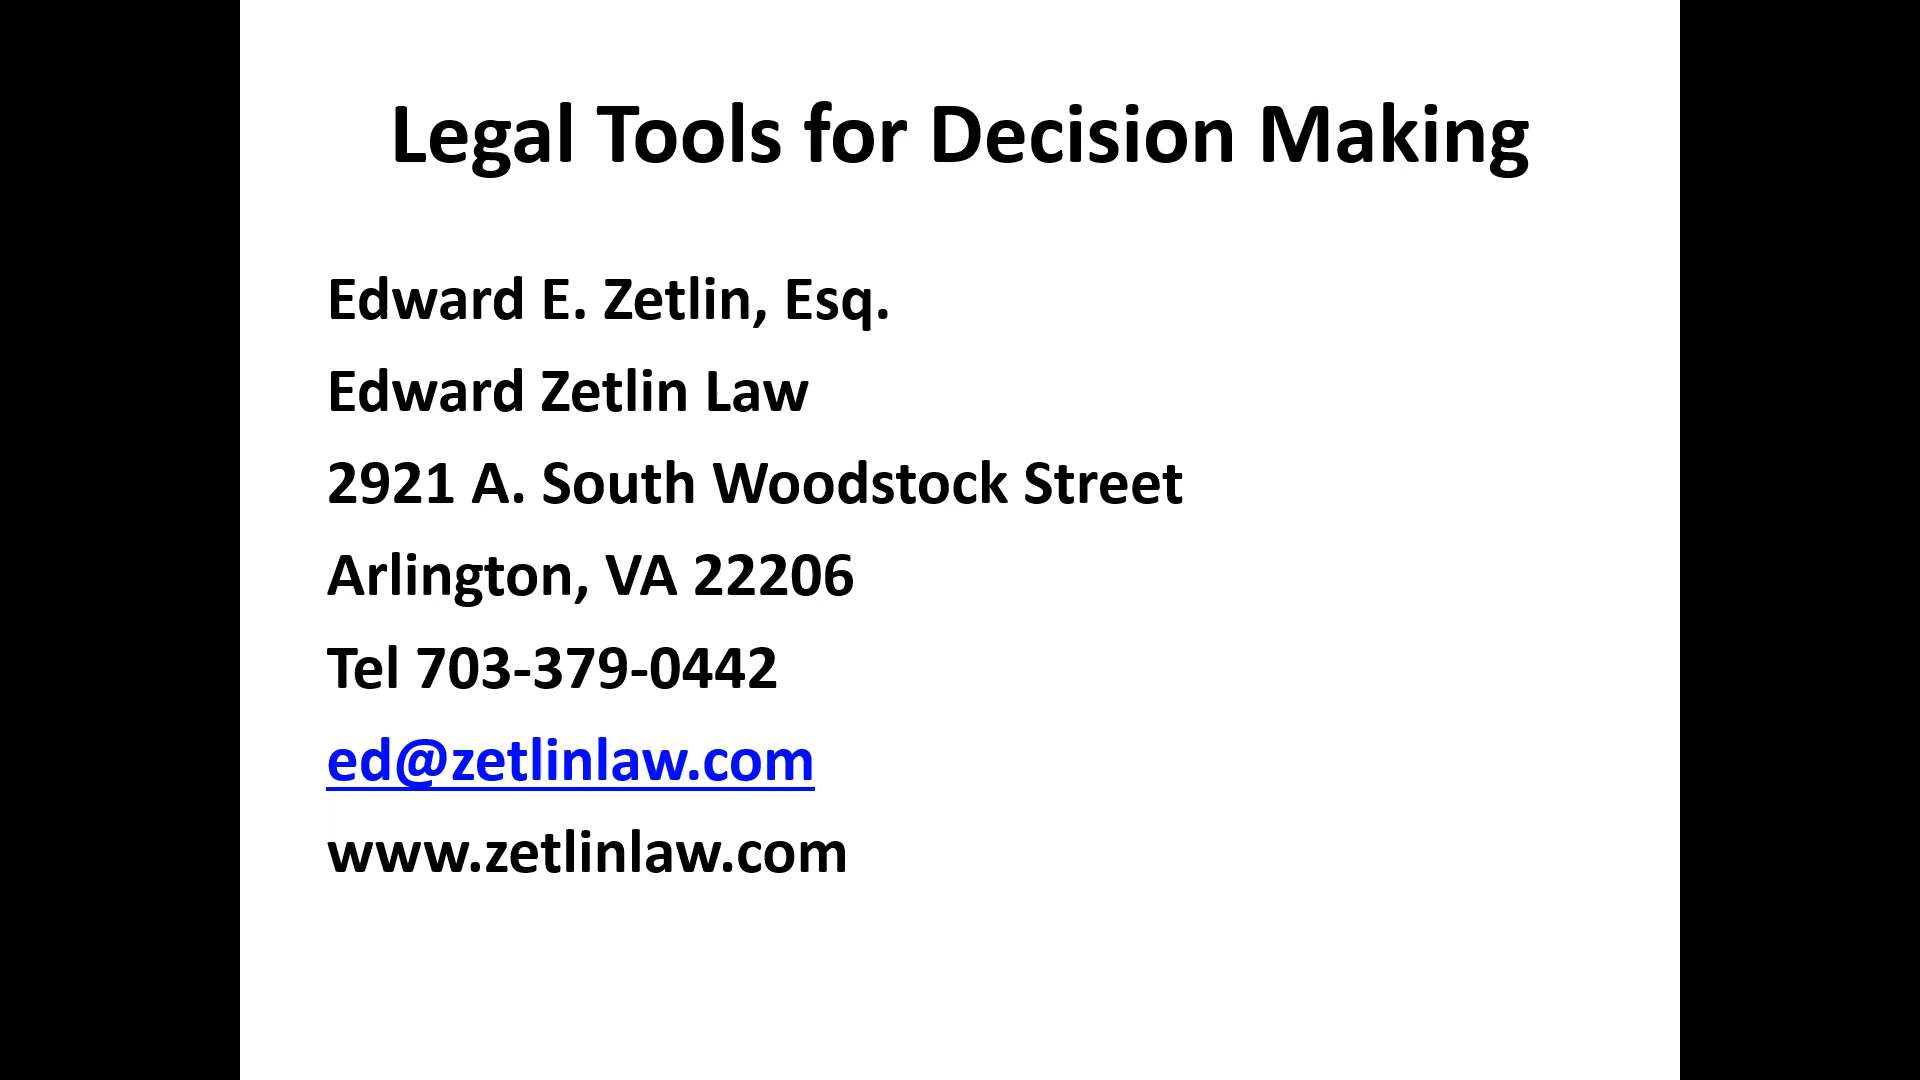 Legal Tools for Decision Making
Edward E. Zetlin, Esq.
Edward Zetlin Law
2921 A. South Woodstock Street
Arlington, VA 22206
Tel 703-379-0442
ed@zetlinlaw.com
www.zetlinlaw.com